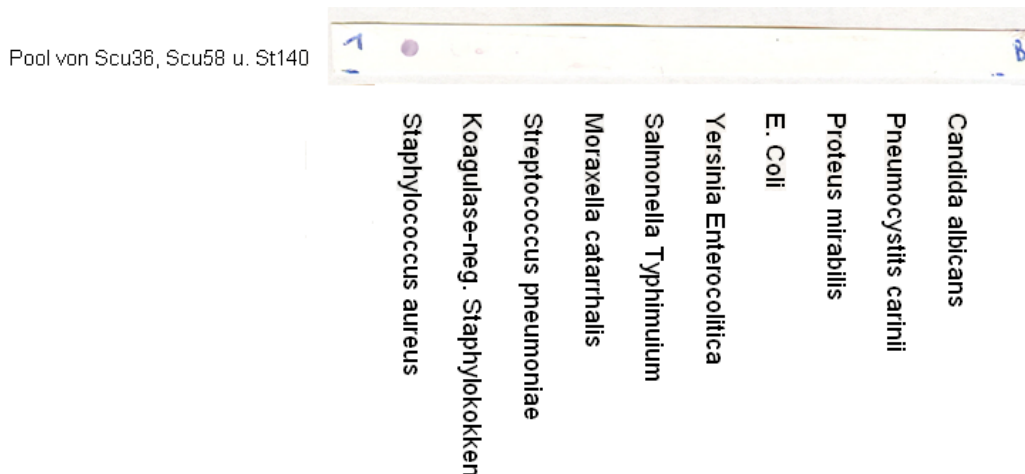 Pool von Scu36, Scu58 u. St140
Staphylococcus aureus
Koagulase-neg. Staphylokokken
Streptococcus pneumoniae
Moraxella catarrhalis
Salmonella Typhimuium
Yersinia Enterocolitica
E. Coli
Proteus mirabilis
Pneumocystits carinii
Candida albicans